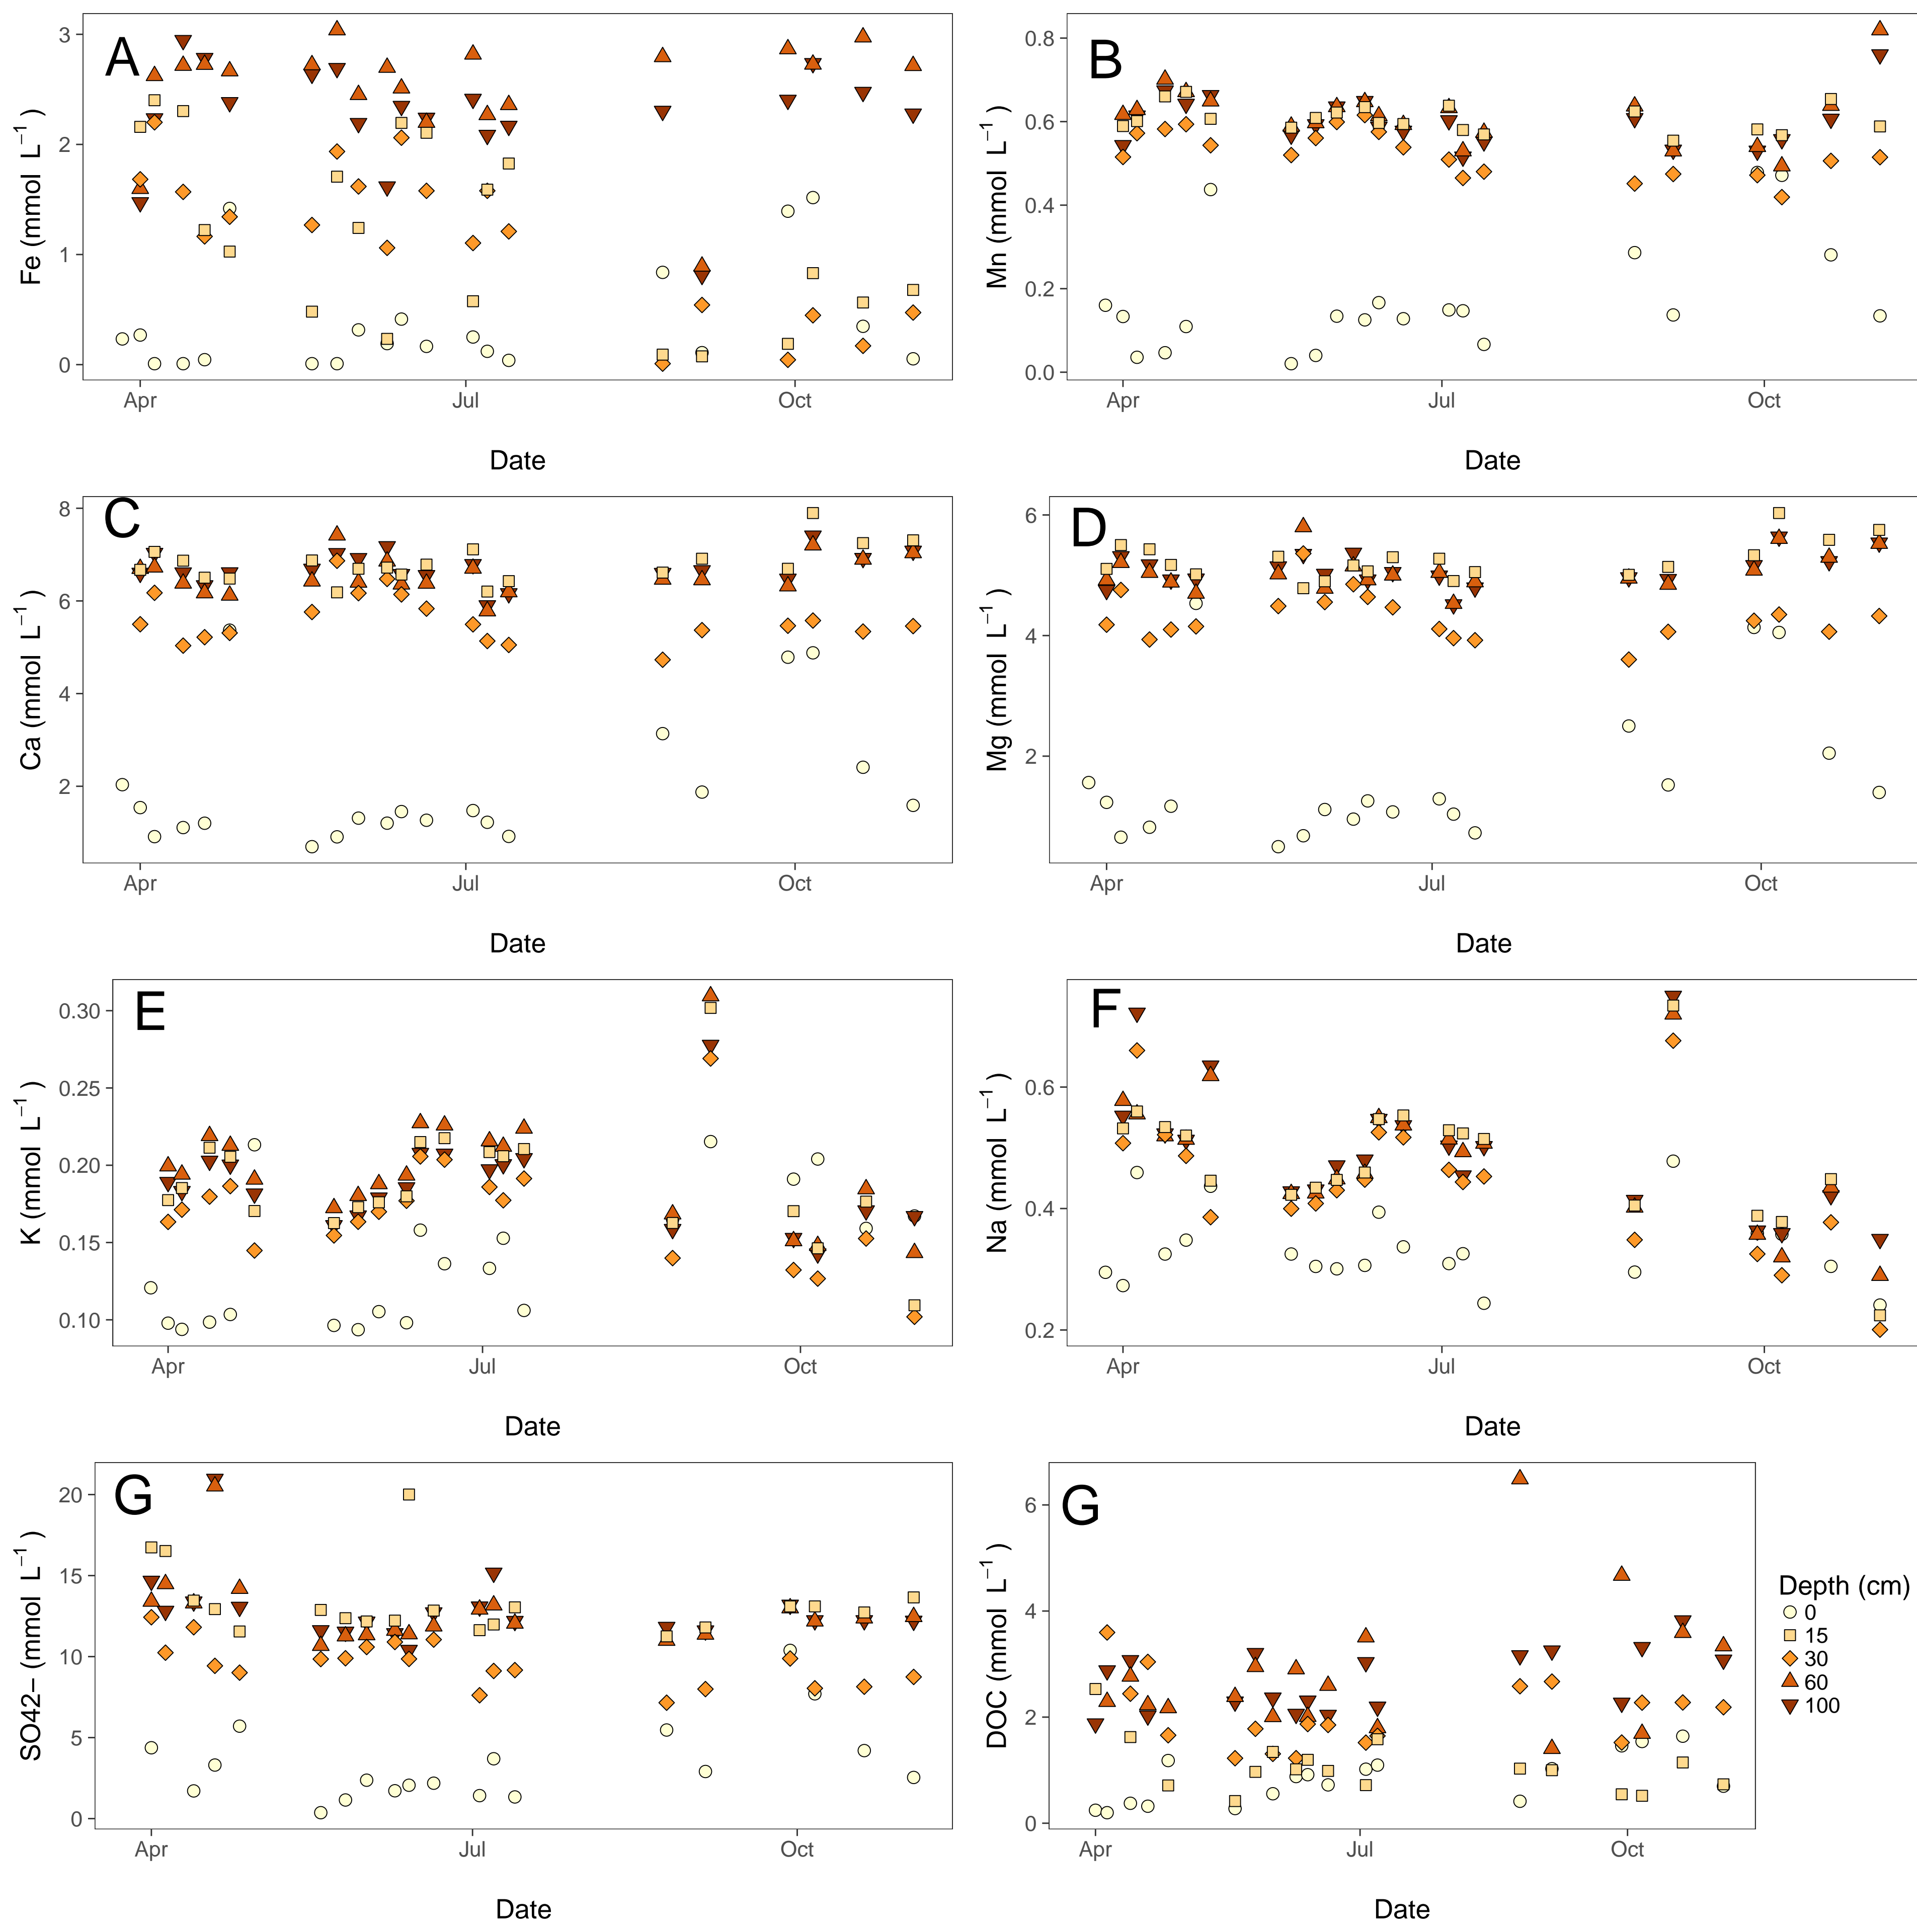 A
Fe (mmol L−1 )
3
2
1
0
Apr Jul Oct
Date
B
Mn (mmol L−1 )
0.8
0.6
0.4
0.2
0.0
Apr Jul Oct
Date
C
Ca (mmol L−1 )
8
6
4
2
Apr Jul Oct
Date
D
Mg (mmol L−1 )
6
4
2
Apr Jul Oct
Date
E
K (mmol L−1 )
0.30
0.25
0.20
0.15
0.10
Apr Jul Oct
Date
F
Na (mmol L−1 )
0.6
0.4
0.2
Apr Jul Oct
Date
G
SO42− (mmol L−1 )
20
15
10
5
0
Apr Jul Oct
Date
G
DOC (mmol L−1 )
6
4
2
0
Apr Jul Oct
Date
Depth (cm)
0
15
30
60
100